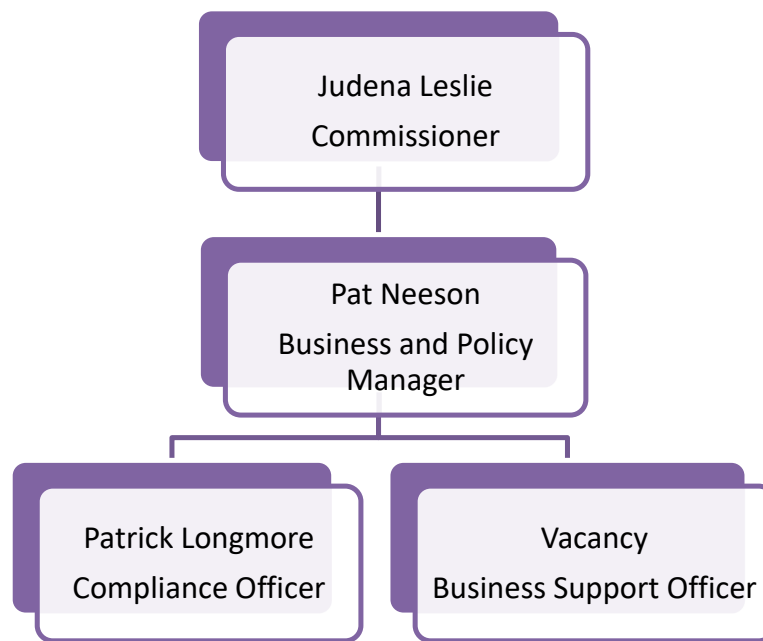 Judena Leslie
Commissioner
Pat Neeson
Business and Policy
Manager
Patrick Longmore
Compliance Officer
Vacancy
Business Support Officer